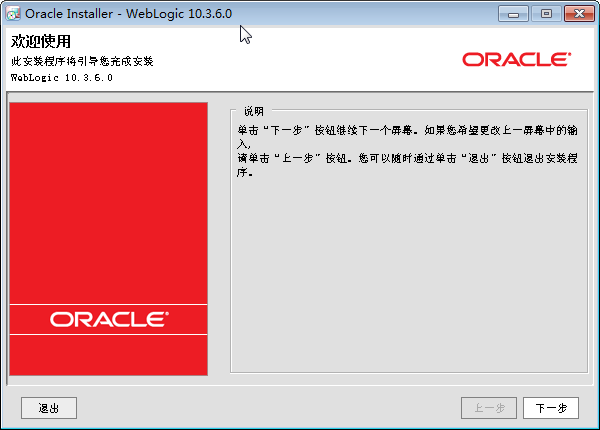 Oracle Installer - WebLogic 10.3.6.0
欢迎使用
此安装程序将引导您完成安装
WebLogic 10.3.6.0
ORACLE®
说明
单击“下一步”按钮继续下一个屏幕。如果您希望更改上一屏幕中的输
入,
请单击“上一步”按钮。您可以随时通过单击“退出”按钮退出安装程
序。
ORACLE®
退出
上一步
下一步